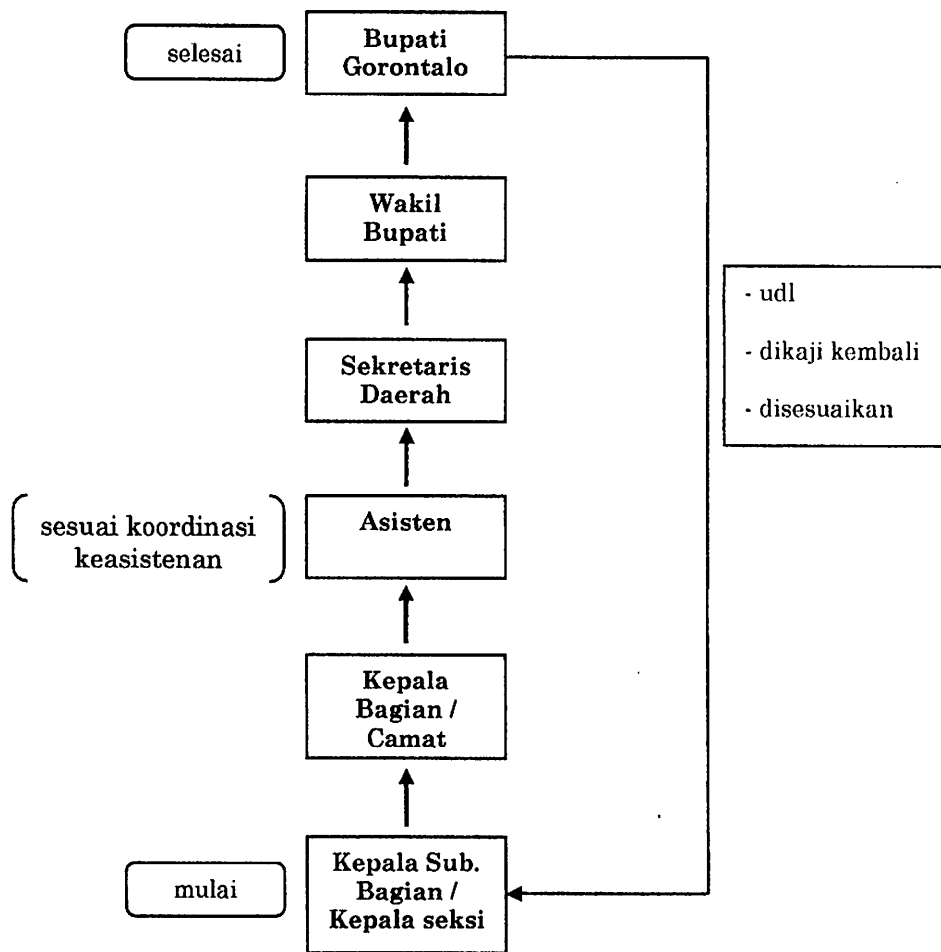 selesai
Bupati
Gorontalo
Wakil
Bupati
- udl
- dikaji kembali
- disesuaikan
Sekretaris
Daerah
sesuai koordinasi
keasistenan
Asisten
Kepala
Bagian /
Camat
mulai
Kepala Sub.
Bagian /
Kepala seksi